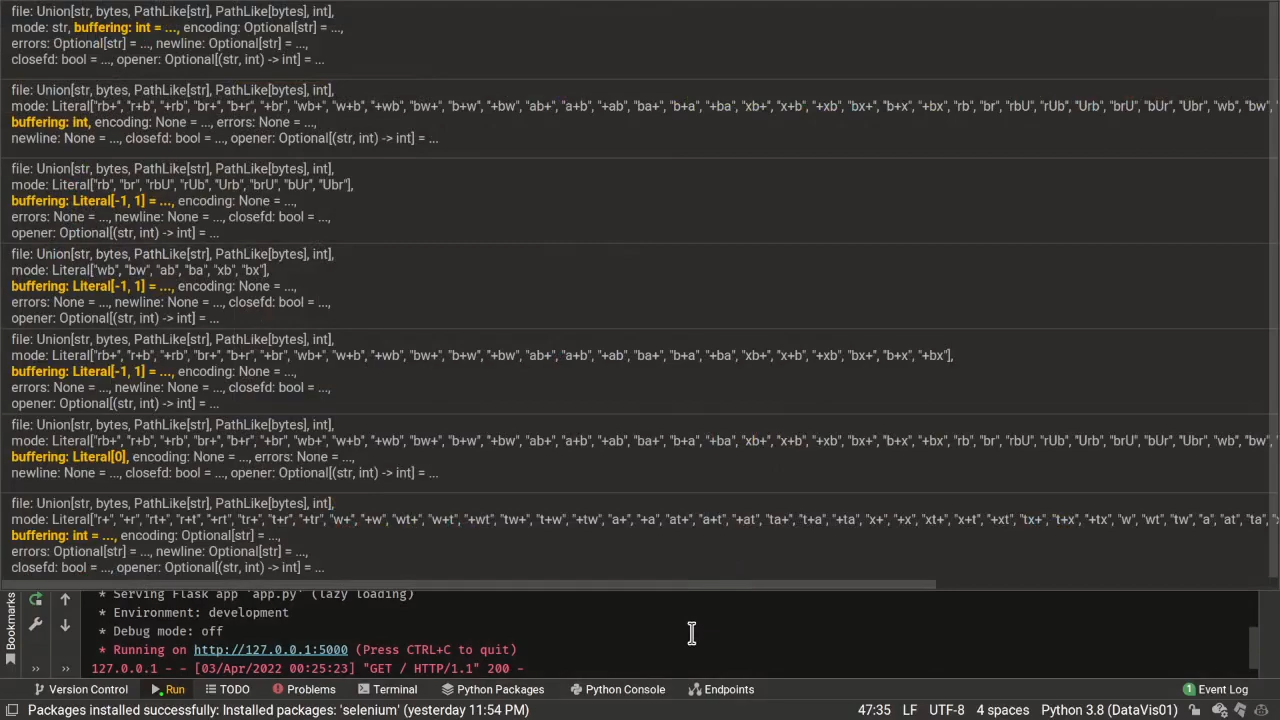 file: Union[str, bytes, PathLike[str], PathLike[bytes], int],
mode: str, buffering: int = ..., encoding: Optional[str] = ...,
errors: Optional[str] = ..., newline: Optional[str] = ...,
closefd: bool = ..., opener: Optional[(str, int) -> int] = ...
file: Union[str, bytes, PathLike[str], PathLike[bytes], int],
mode: Literal["rb+", "r+b", "+rb", "br+", "b+r", "+br", "wb+", "w+b", "+wb", "bw+", "b+w", "+bw", "ab+", "a+b", "+ab", "ba+", "b+a", "+ba", "xb+", "x+b", "+xb", "bx+", "b+x", "+bx", "rb", "br", "rbU", "rUb", "Urb", "brU", "bUr", "Ubr", "wb", "bw",
buffering: int, encoding: None = ..., errors: None = ...,
newline: None = ..., closefd: bool = ..., opener: Optional[(str, int) -> int] = ...
file: Union[str, bytes, PathLike[str], PathLike[bytes], int],
mode: Literal["rb", "br", "rbU", "rUb", "Urb", "brU", "bUr", "Ubr"],
buffering: Literal[-1, 1] = ..., encoding: None = ...,
errors: None = ..., newline: None = ..., closefd: bool = ...,
opener: Optional[(str, int) -> int] = ...
file: Union[str, bytes, PathLike[str], PathLike[bytes], int],
mode: Literal["wb", "bw", "ab", "ba", "xb", "bx"],
buffering: Literal[-1, 1] = ..., encoding: None = ...,
errors: None = ..., newline: None = ..., closefd: bool = ...,
opener: Optional[(str, int) -> int] = ...
file: Union[str, bytes, PathLike[str], PathLike[bytes], int],
mode: Literal["rb+", "r+b", "+rb", "br+", "b+r", "+br", "wb+", "w+b", "+wb", "bw+", "b+w", "+bw", "ab+", "a+b", "+ab", "ba+", "b+a", "+ba", "xb+", "x+b", "+xb", "bx+", "b+x", "+bx"],
buffering: Literal[-1, 1] = ..., encoding: None = ...,
errors: None = ..., newline: None = ..., closefd: bool = ...,
opener: Optional[(str, int) -> int] = ...
file: Union[str, bytes, PathLike[str], PathLike[bytes], int],
mode: Literal["rb+", "r+b", "+rb", "br+", "b+r", "+br", "wb+", "w+b", "+wb", "bw+", "b+w", "+bw", "ab+", "a+b", "+ab", "ba+", "b+a", "+ba", "xb+", "x+b", "+xb", "bx+", "b+x", "+bx", "rb", "br", "rbU", "rUb", "Urb", "brU", "bUr", "Ubr", "wb", "bw",
buffering: Literal[0], encoding: None = ..., errors: None = ...,
newline: None = ..., closefd: bool = ..., opener: Optional[(str, int) -> int] = ...
file: Union[str, bytes, PathLike[str], PathLike[bytes], int],
mode: Literal["r+", "+r", "rt+", "r+t", "+rt", "tr+", "t+r", "+tr", "w+", "+w", "wt+", "w+t", "+wt", "tw+", "t+w", "+tw", "a+", "+a", "at+", "a+t", "+at", "ta+", "t+a", "+ta", "x+", "+x", "xt+", "x+t", "+xt", "tx+", "t+x", "+tx", "w", "wt", "tw", "a", "at", "ta",
buffering: int = ..., encoding: Optional[str] = ...,
errors: Optional[str] = ..., newline: Optional[str] = ...,
closefd: bool = ..., opener: Optional[(str, int) -> int] = ...
Bookmarks
* Serving Flask app 'app.py' (lazy loading)
* Environment: development
* Debug mode: off
* Running on http://127.0.0.1:5000 (Press CTRL+C to quit)
127.0.0.1 - - [03/Apr/2022 00:25:23] "GET / HTTP/1.1" 200 -
Version Control Run TODO Problems Terminal Python Packages Python Console Endpoints 1 Event Log
Packages installed successfully: Installed packages: 'selenium' (yesterday 11:54 PM) 47:35 LF UTF-8 4 spaces Python 3.8 (DataVis01)